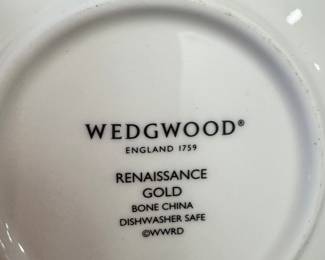 WEDGWOOD®
ENGLAND 1759
RENAISSANCE
GOLD
BONE CHINA
DISHWASHER SAFE
©WWRD